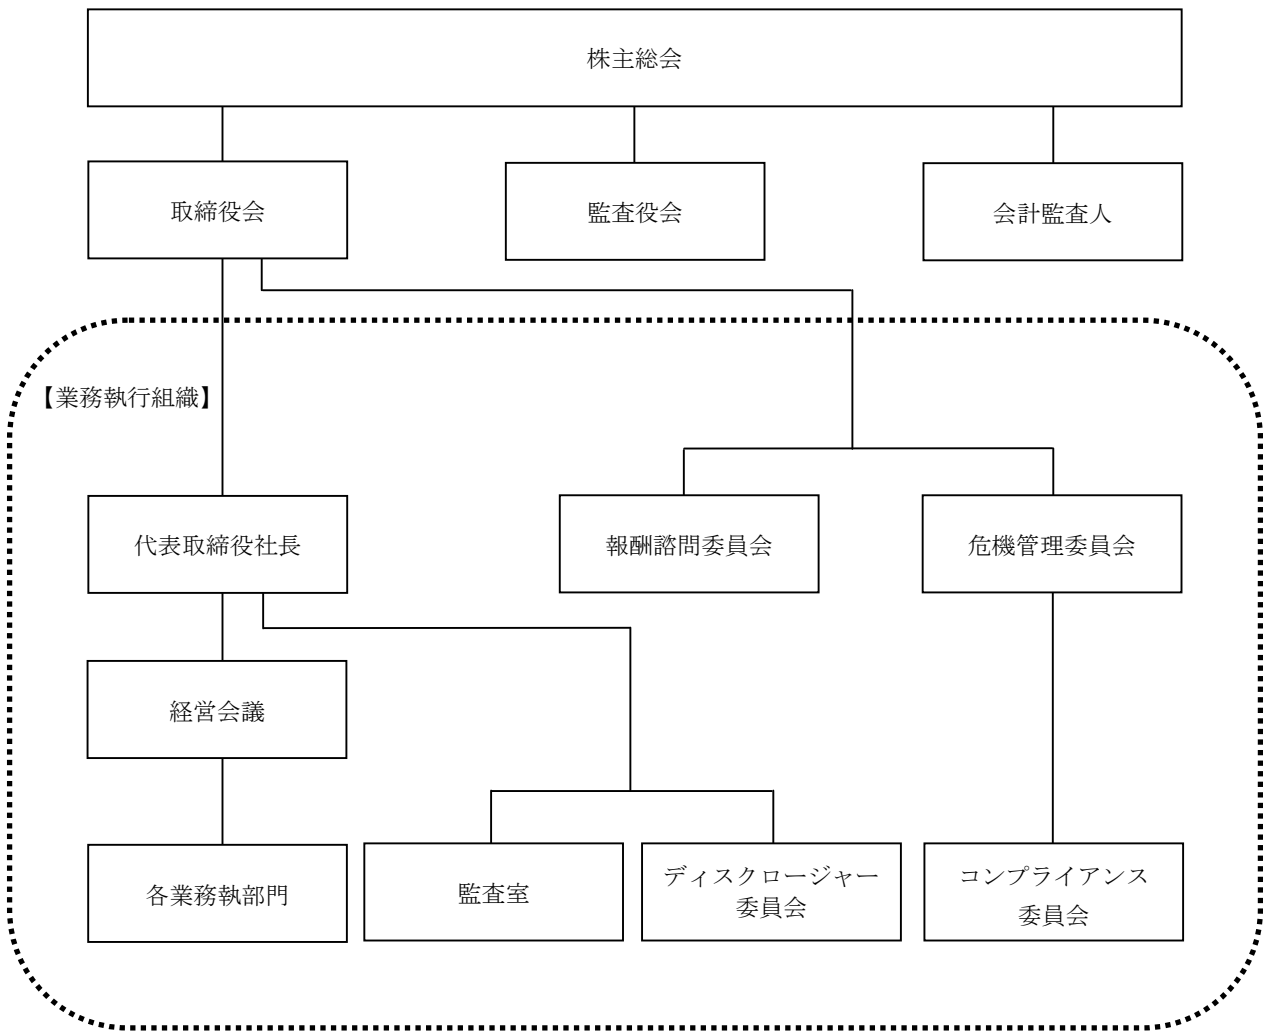 株主総会
取締役会
監査役会
会計監査人
【業務執行組織】
代表取締役社長
報酬諮問委員会
危機管理委員会
経営会議
各業務執部門
監査室
ディスクロージャー
委員会
コンプライアンス
委員会